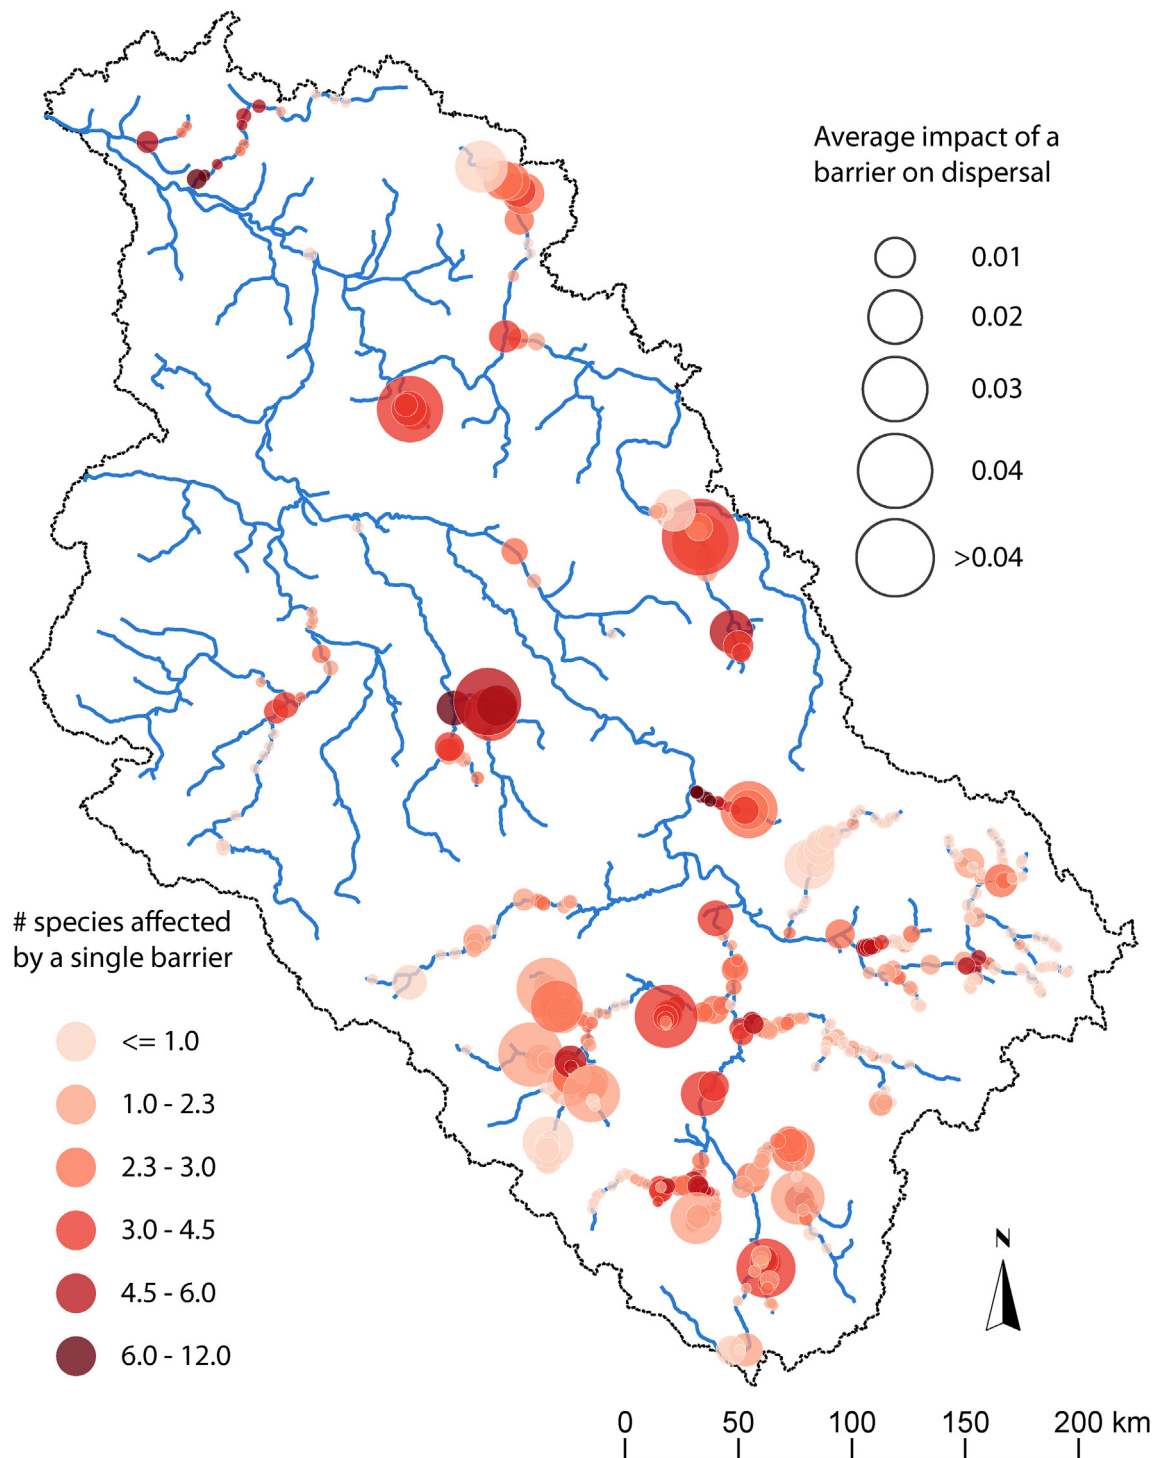 Average impact of a
barrier on dispersal
0.01
0.02
0.03
0.04
>0.04
# species affected
by a single barrier
<= 1.0
1.0 - 2.3
2.3 - 3.0
3.0 - 4.5
4.5 - 6.0
6.0 - 12.0
N
0 50 100 150 200 km